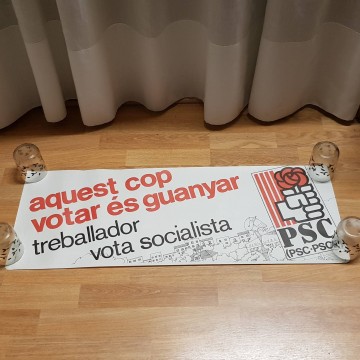 aquest cop
votar és guanyar
treballador
vota socialista
PSC
(PSC-PSOE)